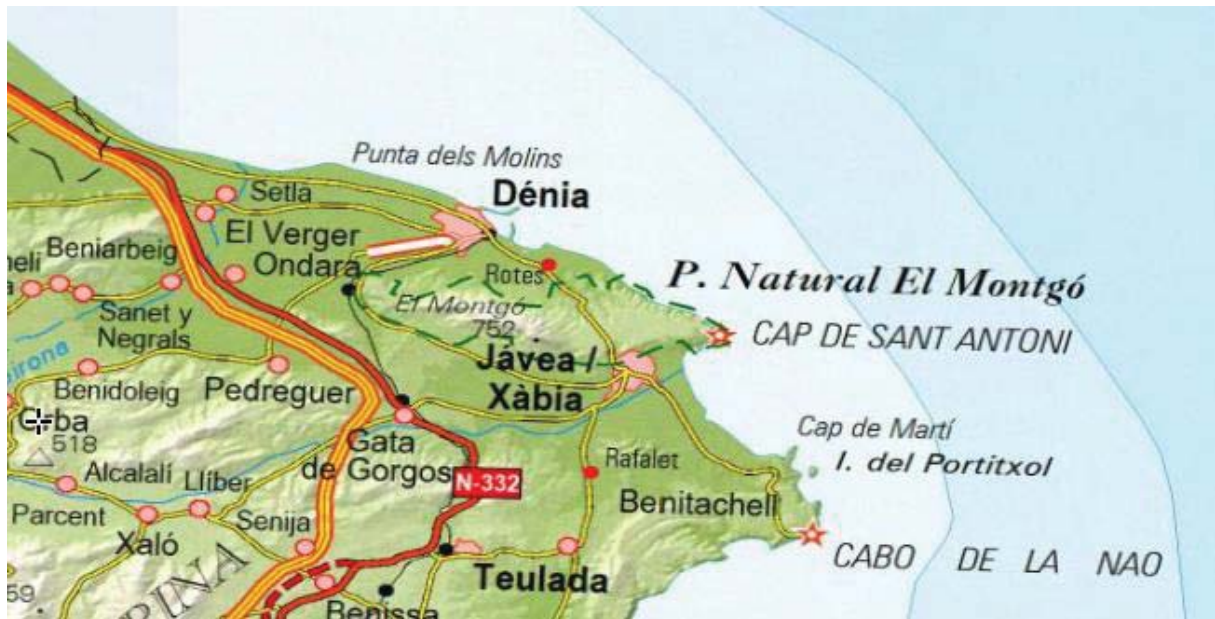 Punta dels Molins
Dénia
Setla
El Verger
Beniarbeig
Ondara
Rotes
P. Natural El Montgó
El Montgó
752
Sanet y
Negrals
CAP DE SANT ANTONI
Jávea /
Xàbia
Benidoleig
Pedreguer
518
Gata
de Gorgos
Cap de Martí
I. del Portitxol
Rafalet
Alcalalí
Llíber
N-332
Benitachell
Parcent
Xaló
Senija
CABO DE LA NAO
Teulada
Benissa